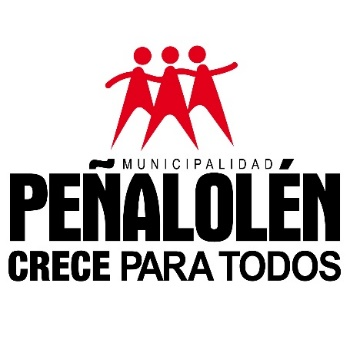 MUNICIPALIDAD
PEÑALOLÉN
CRECE PARA TODOS